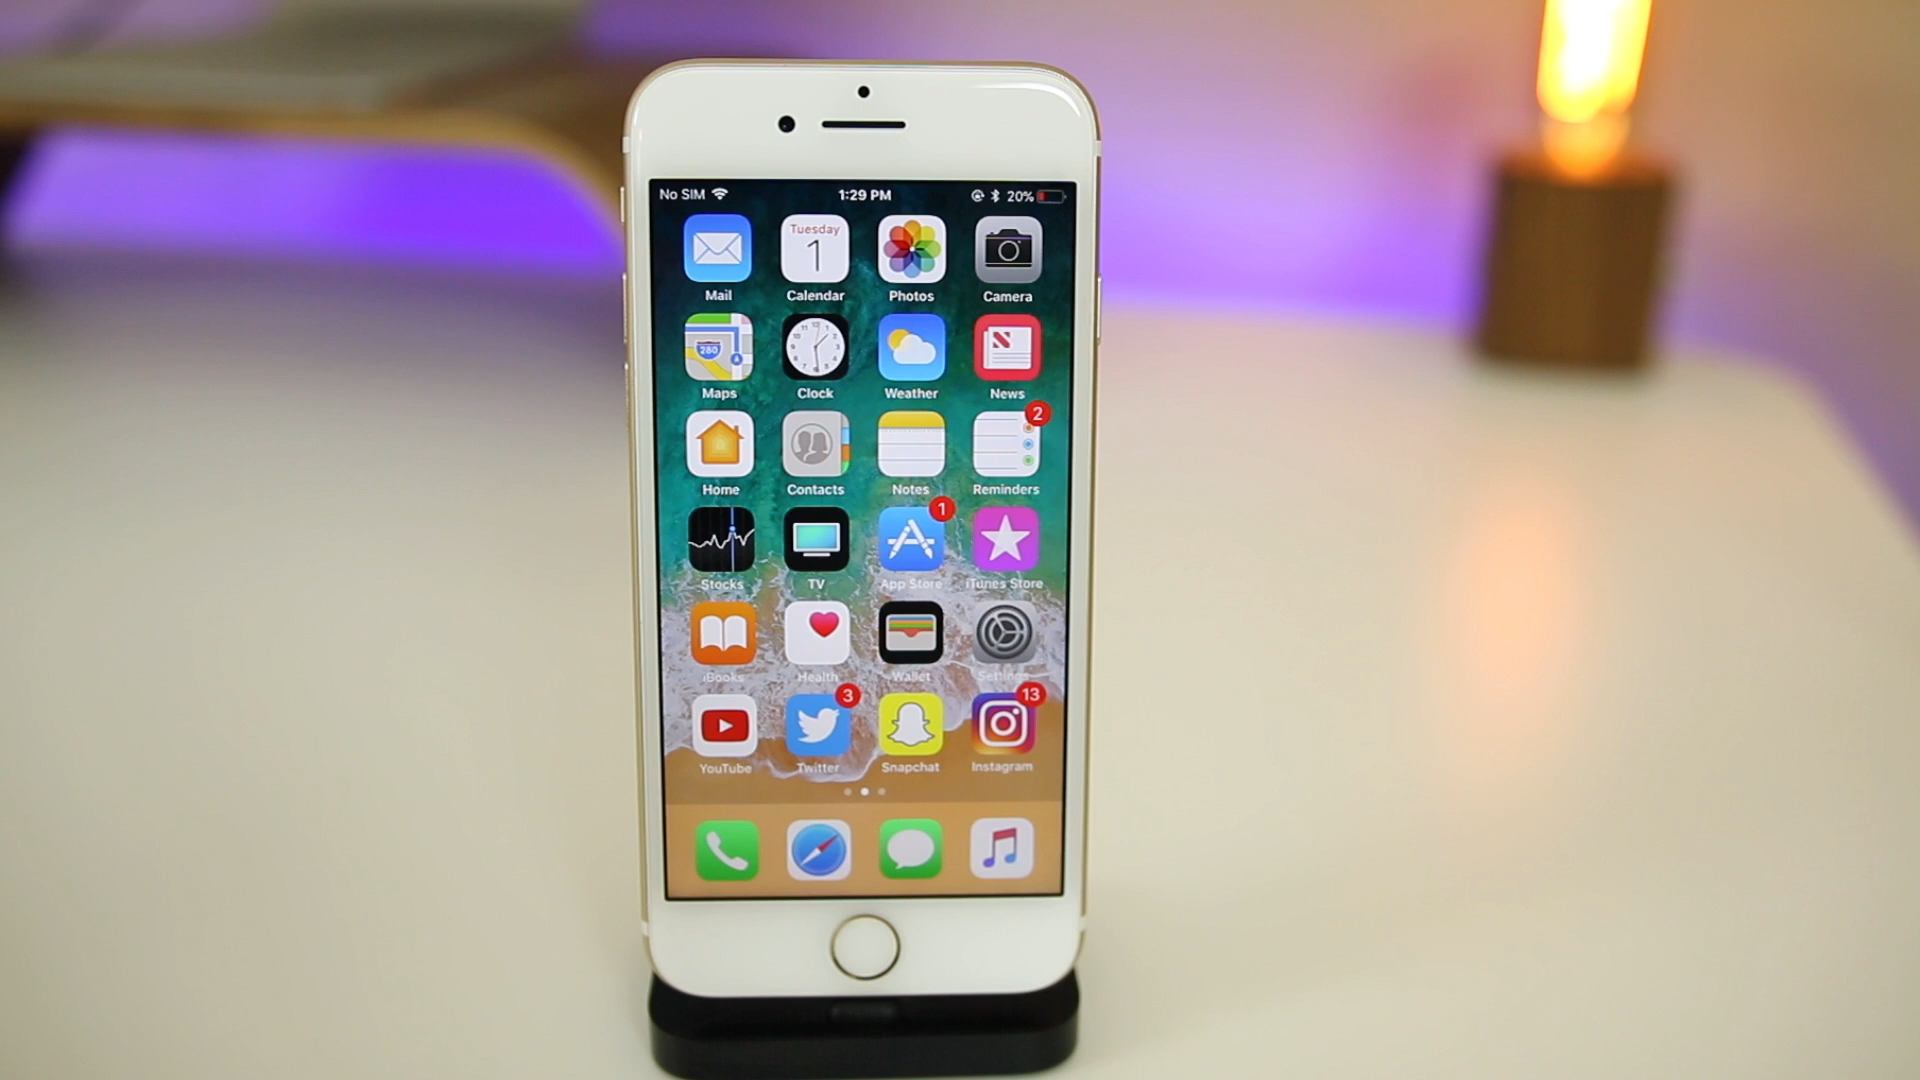 No SIM 1:29 PM 20%
Tuesday
1
Mail Calendar Photos Camera
280
Maps Clock Weather News
2
Home Contacts Notes Reminders
1
Stocks TV App Store iTunes Store
iBooks Health Wallet Settings
3 13
YouTube Twitter Snapchat Instagram